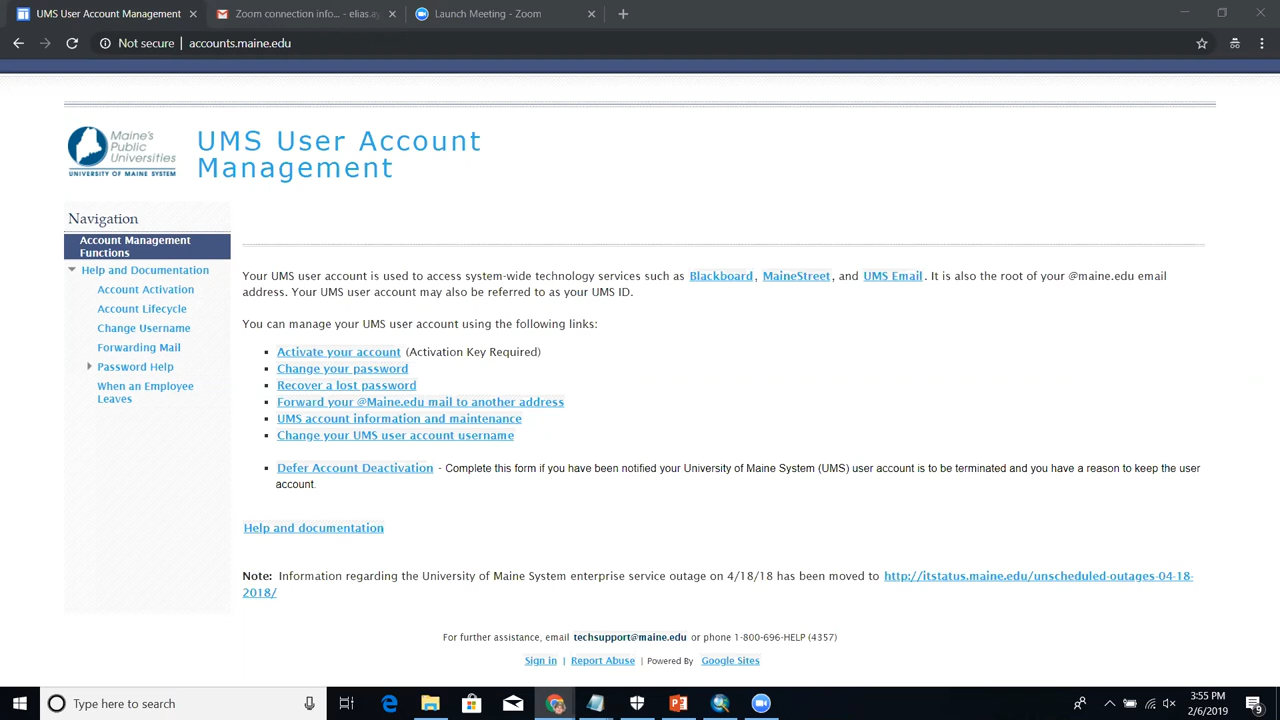 UMS User Account Management
Zoom connection info... - elias.ay
Launch Meeting - Zoom
Not secure | accounts.maine.edu
Maine's
Public
Universities
UNIVERSITY OF MAINE SYSTEM
UMS User Account
Management
Navigation
Account Management
Functions
Help and Documentation
Account Activation
Account Lifecycle
Change Username
Forwarding Mail
Password Help
When an Employee
Leaves
Your UMS user account is used to access system-wide technology services such as Blackboard, MaineStreet, and UMS Email. It is also the root of your @maine.edu email
address. Your UMS user account may also be referred to as your UMS ID.
You can manage your UMS user account using the following links:
Activate your account (Activation Key Required)
Change your password
Recover a lost password
Forward your @Maine.edu mail to another address
UMS account information and maintenance
Change your UMS user account username
Defer Account Deactivation - Complete this form if you have been notified your University of Maine System (UMS) user account is to be terminated and you have a reason to keep the user
account.
Help and documentation
Note: Information regarding the University of Maine System enterprise service outage on 4/18/18 has been moved to http://itstatus.maine.edu/unscheduled-outages-04-18-
2018/
For further assistance, email techsupport@maine.edu or phone 1-800-696-HELP (4357)
Sign in | Report Abuse | Powered By Google Sites
Type here to search
3:55 PM
2/6/2019
9